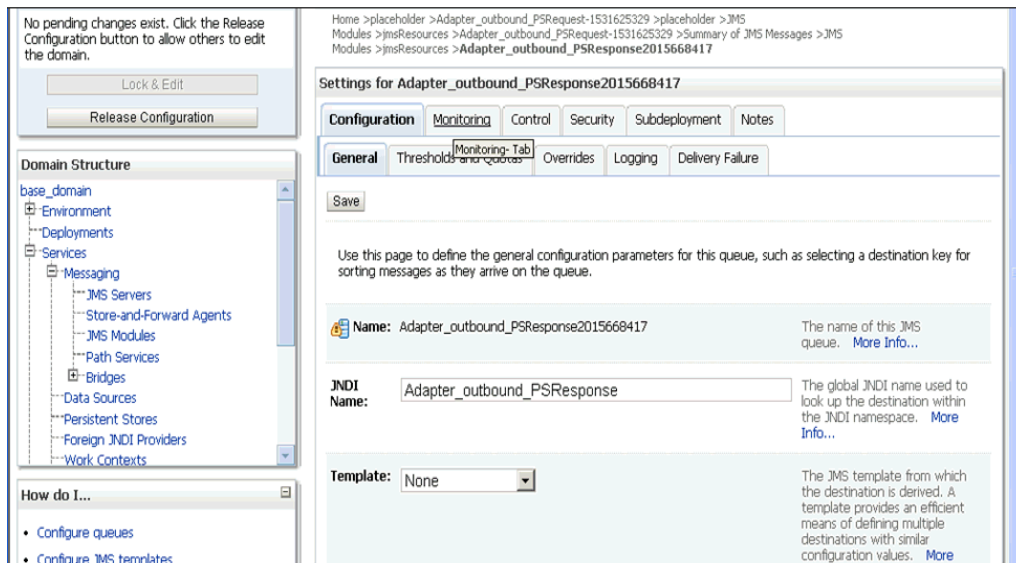 No pending changes exist. Click the Release
Configuration button to allow others to edit
the domain.
Lock & Edit
Release Configuration
Domain Structure
base_domain
Environment
Deployments
Services
Messaging
JMS Servers
Store-and-Forward Agents
JMS Modules
Path Services
Bridges
Data Sources
Persistent Stores
Foreign JNDI Providers
Work Contexts
How do I...
Configure queues
Configure JMS templates
Home >placeholder >Adapter_outbound_PSRequest-1531625329 >placeholder >JMS
Modules >jmsResources >Adapter_outbound_PSRequest-1531625329 >Summary of JMS Messages >JMS
Modules >jmsResources >Adapter_outbound_PSResponse2015668417
Settings for Adapter_outbound_PSResponse2015668417
Configuration Monitoring Control Security Subdeployment Notes
Monitoring- Tab
General Thresholds and Quotas Overrides Logging Delivery Failure
Save
Use this page to define the general configuration parameters for this queue, such as selecting a destination key for
sorting messages as they arrive on the queue.
Name: Adapter_outbound_PSResponse2015668417
The name of this JMS
queue. More Info...
JNDI
Name:
Adapter_outbound_PSResponse
The global JNDI name used to
look up the destination within
the JNDI namespace. More
Info...
Template: None
The JMS template from which
the destination is derived. A
template provides an efficient
means of defining multiple
destinations with similar
configuration values. More